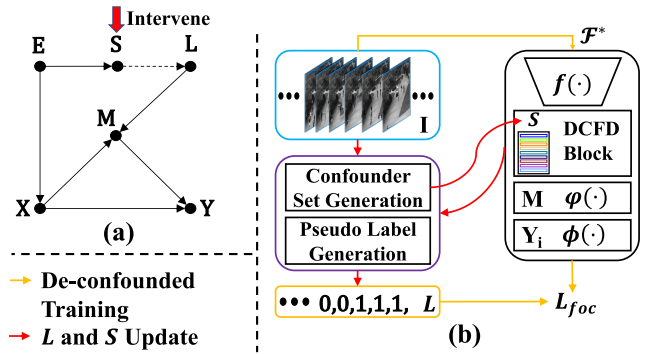 Intervene
E
S
L
M
X
Y
(a)
De-confounded
Training
L and S Update
I
Confounder
Set Generation
Pseudo Label
Generation
0,0,1,1,1, L
ℱ*
f(·)
S
DCFD
Block
M φ(·)
Yᵢ ϕ(·)
L_foc
(b)